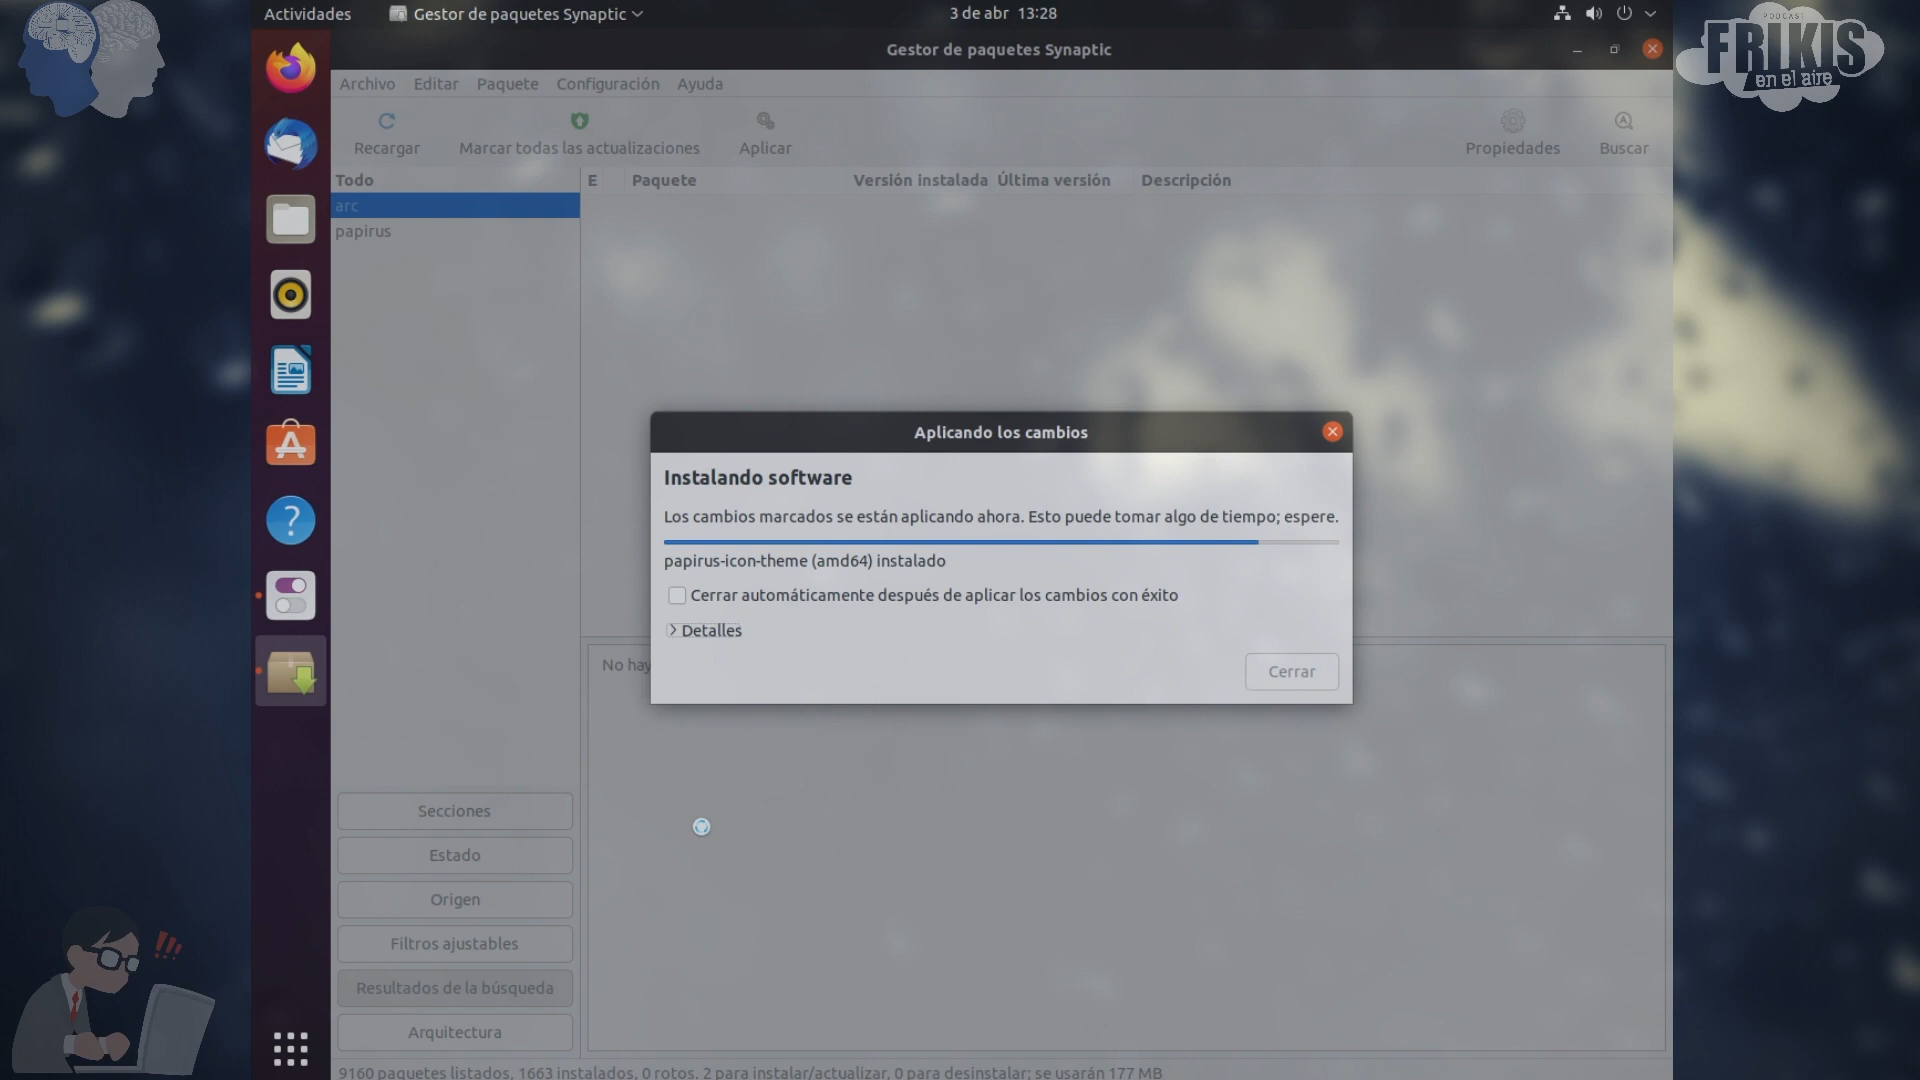 Actividades
Gestor de paquetes Synaptic
3 de abr 13:28
Gestor de paquetes Synaptic
PODCAST
FRIKIS
en el aire
Archivo Editar Paquete Configuración Ayuda
Recargar Marcar todas las actualizaciones Aplicar Propiedades Buscar
Todo
E Paquete Versión instalada Última versión Descripción
arc
papirus
Aplicando los cambios
Instalando software
Los cambios marcados se están aplicando ahora. Esto puede tomar algo de tiempo; espere.
papirus-icon-theme (amd64) instalado
Cerrar automáticamente después de aplicar los cambios con éxito
Detalles
No hay
Cerrar
Secciones
Estado
Origen
Filtros ajustables
Resultados de la búsqueda
Arquitectura
9160 paquetes listados, 1663 instalados, 0 rotos. 2 para instalar/actualizar, 0 para desinstalar; se usarán 177 MB